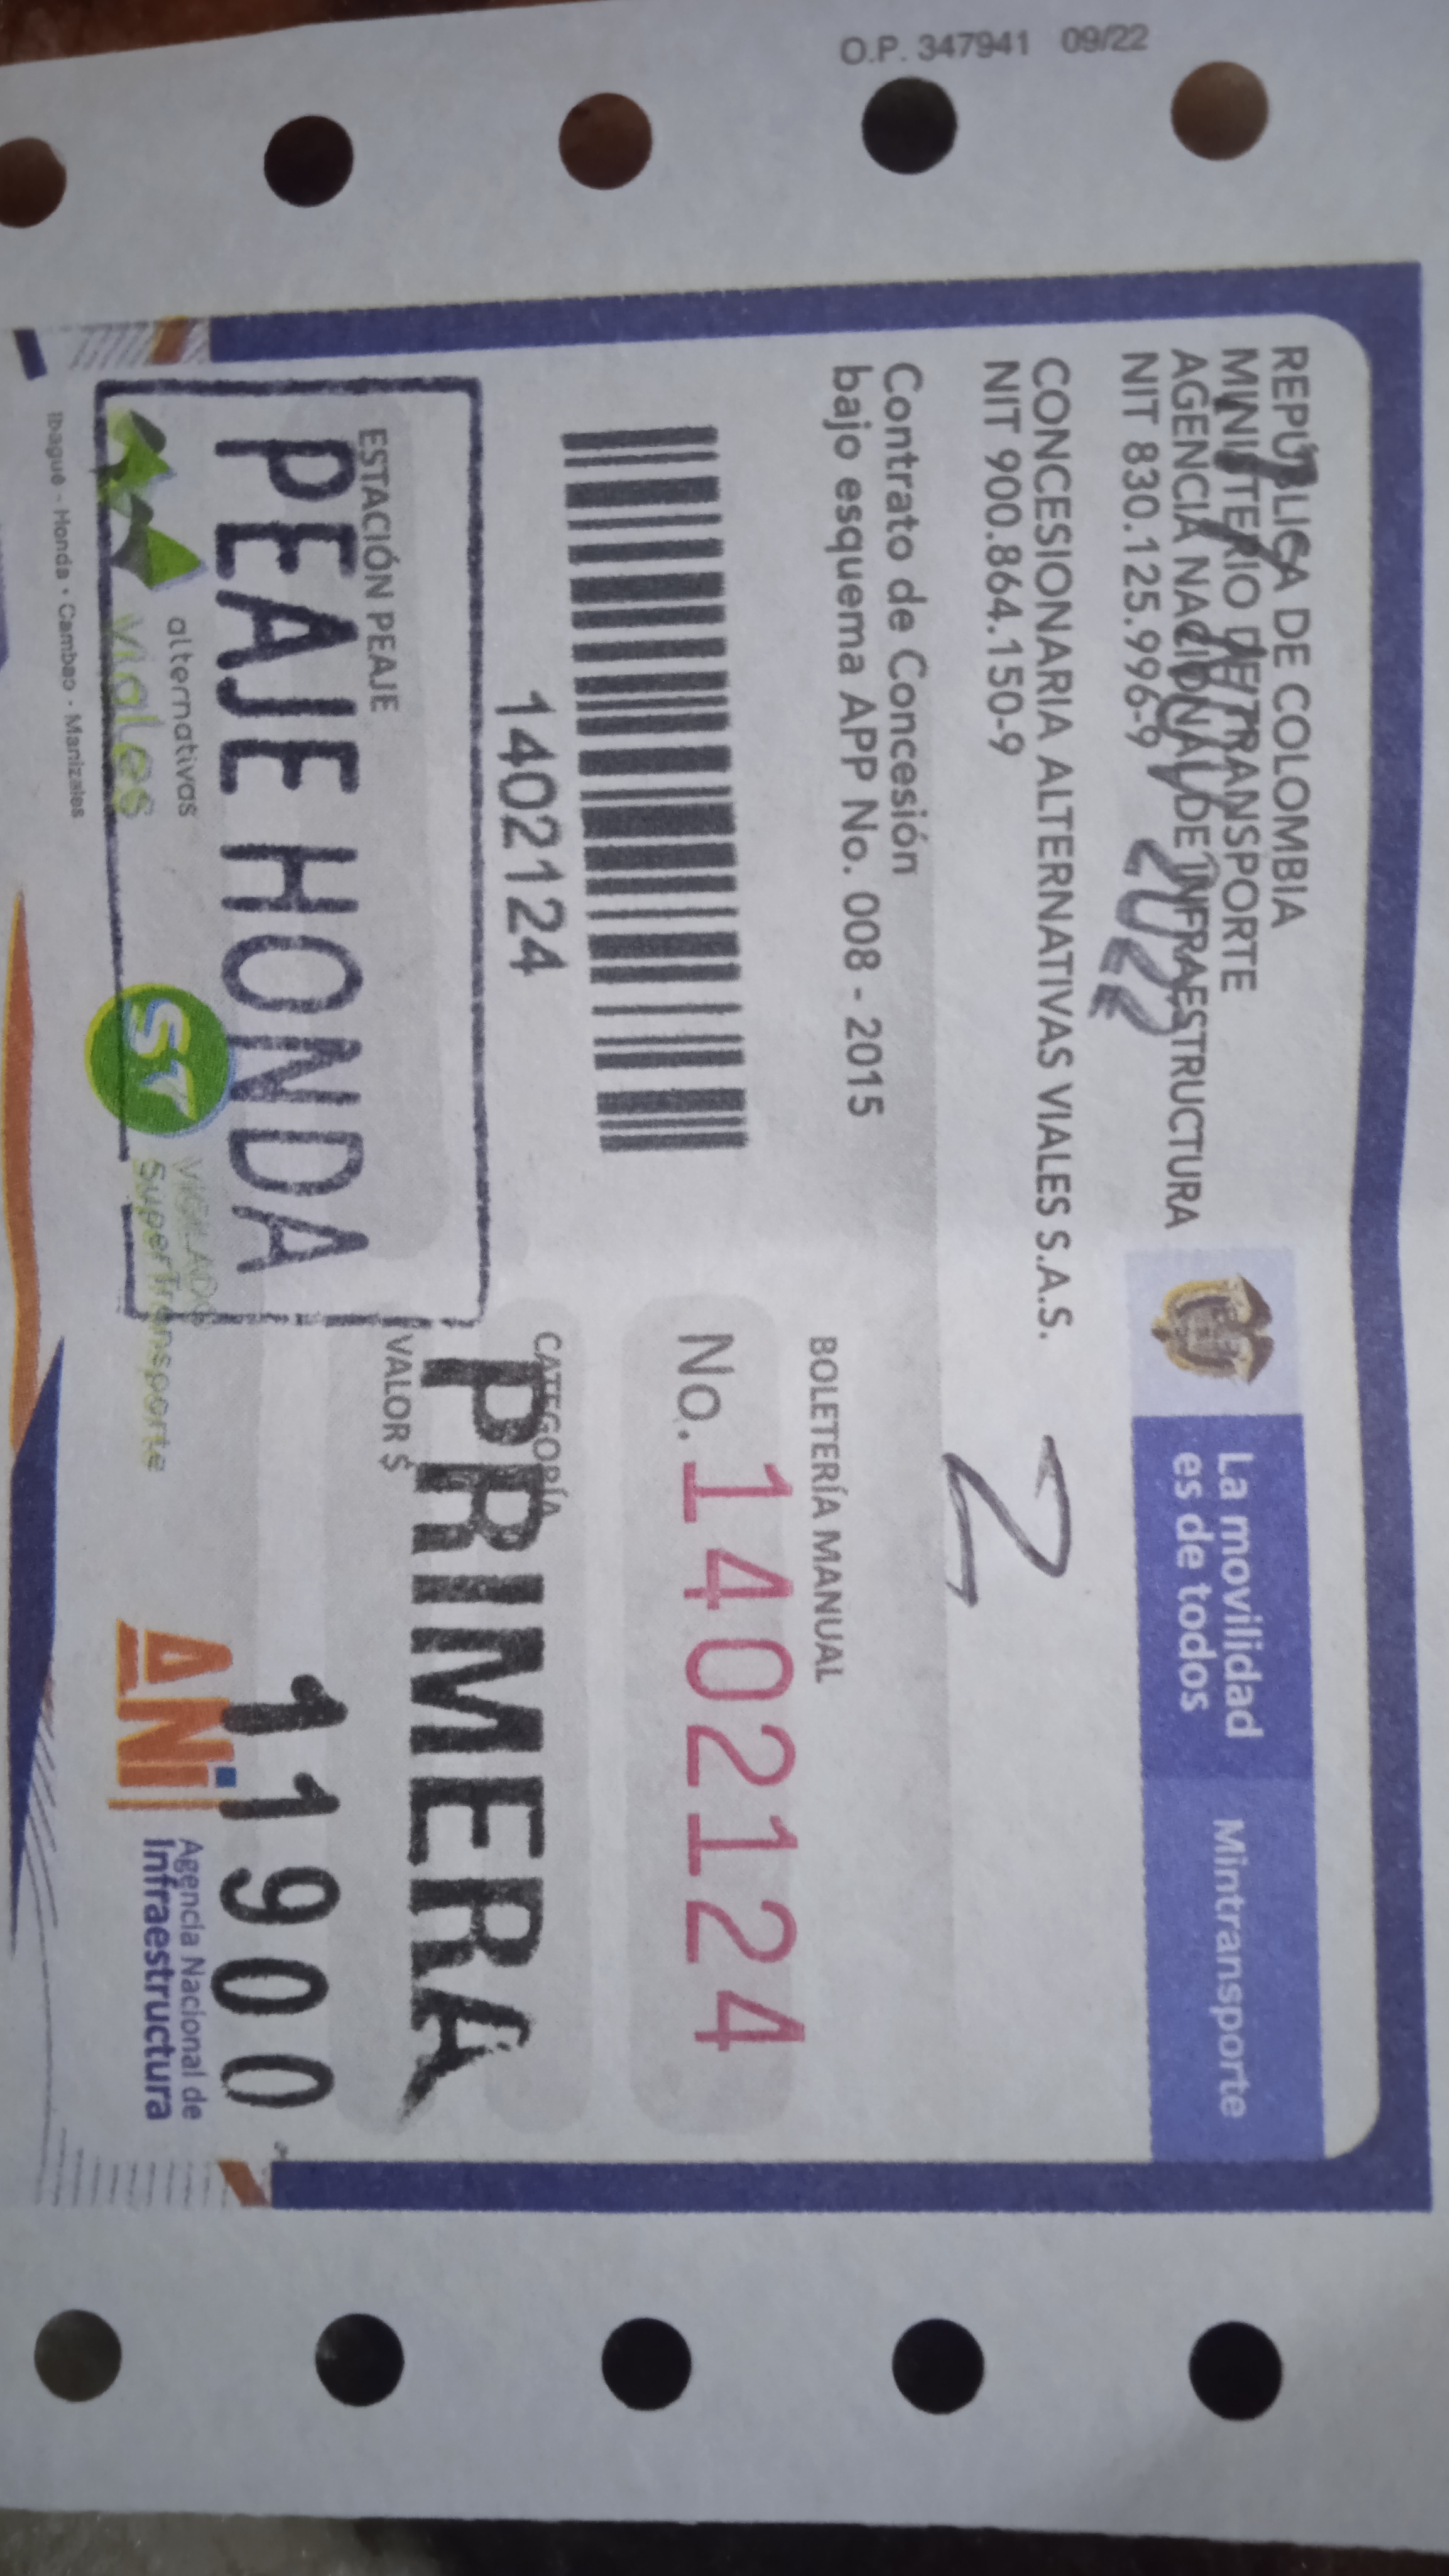 O.P. 347941 09/22
REPÚBLICA DE COLOMBIA
MINISTERIO DE TRANSPORTE
AGENCIA NACIONAL DE INFRAESTRUCTURA
NIT 830.125.996-9
2022
La movilidad
es de todos
Mintransporte
CONCESIONARIA ALTERNATIVAS VIALES S.A.S.
NIT 900.864.150-9
2
Contrato de Concesión
bajo esquema APP No. 008 - 2015
BOLETERÍA MANUAL
No. 1402124
1402124
CATEGORÍA
PRIMERA
ESTACIÓN PEAJE
PEAJE HONDA
VALOR $
11900
alternativas
viales
Ibagué - Honda - Cambao - Manizales
ST
VIGILADO
SuperTransporte
ANI
Agencia Nacional de
Infraestructura